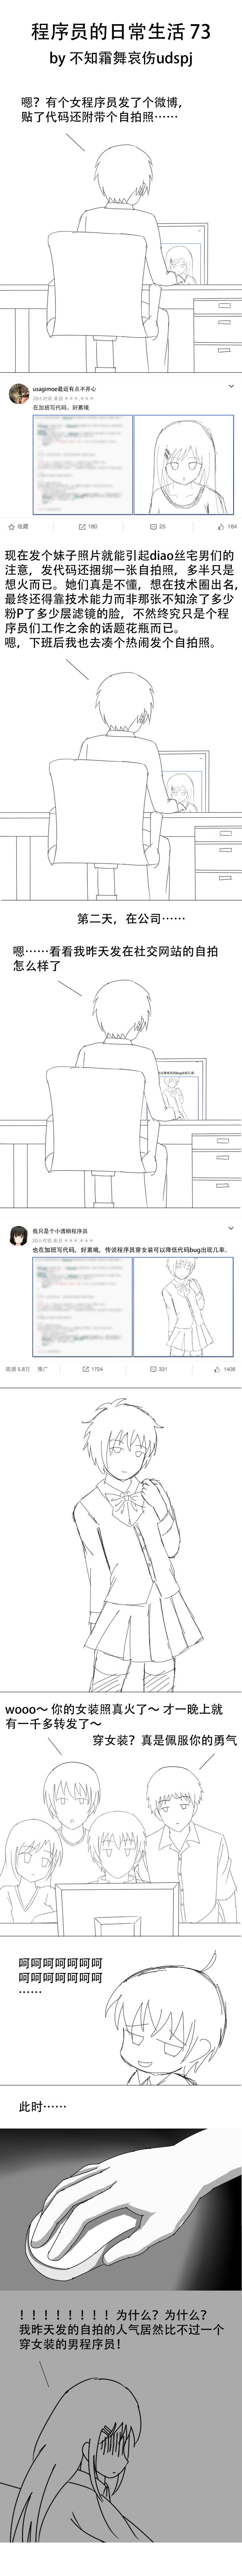 程序员的日常生活 73
by 不知霜舞哀伤udspj
嗯？有个女程序员发了个微博，
贴了代码还附带个自拍照……
usagimoe最近有点不开心
在加班写代码，好累哦
收藏
180
25
184
现在发个妹子照片就能引起diao丝宅男们的
注意，发代码还捆绑一张自拍照，多半只是
想火而已。她们真是不懂，想在技术圈出名，
最终还得靠技术能力而非那张不知涂了多少
粉P了多少层滤镜的脸，不然终究只是个程
序员们工作之余的话题花瓶而已。
嗯，下班后我也去凑个热闹发个自拍照。
第二天，在公司……
嗯……看看我昨天发在社交网站的自拍
怎么样了
我只是个小透明程序员
20小时前 来自 ＊＊＊.＊＊＊
也在加班写代码，好累哦，传说程序员穿女装可以降低代码bug出现几率。
阅读 5.8万
推广
1724
331
1408
wooo～ 你的女装照真火了～ 才一晚上就
有一千多转发了～
穿女装？真是佩服你的勇气
呵呵呵呵呵呵呵
呵呵呵呵呵呵呵
……
此时……
！！！！！！！！为什么？为什么？
我昨天发的自拍的人气居然比不过一个
穿女装的男程序员！